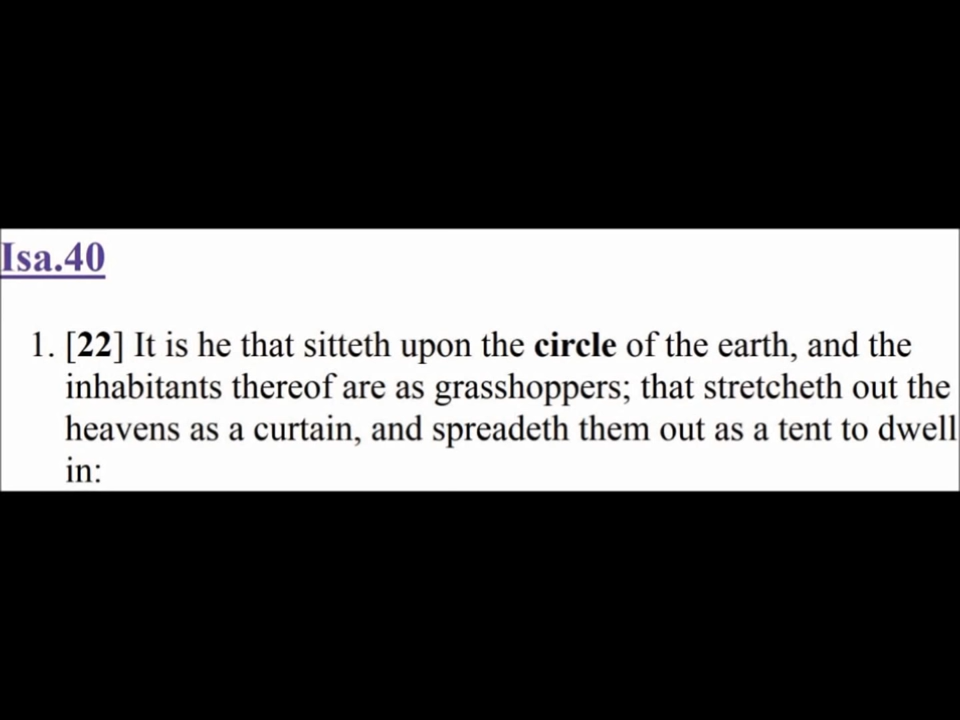 Isa.40
1. [22] It is he that sitteth upon the circle of the earth, and the
inhabitants thereof are as grasshoppers; that stretcheth out the
heavens as a curtain, and spreadeth them out as a tent to dwell
in: